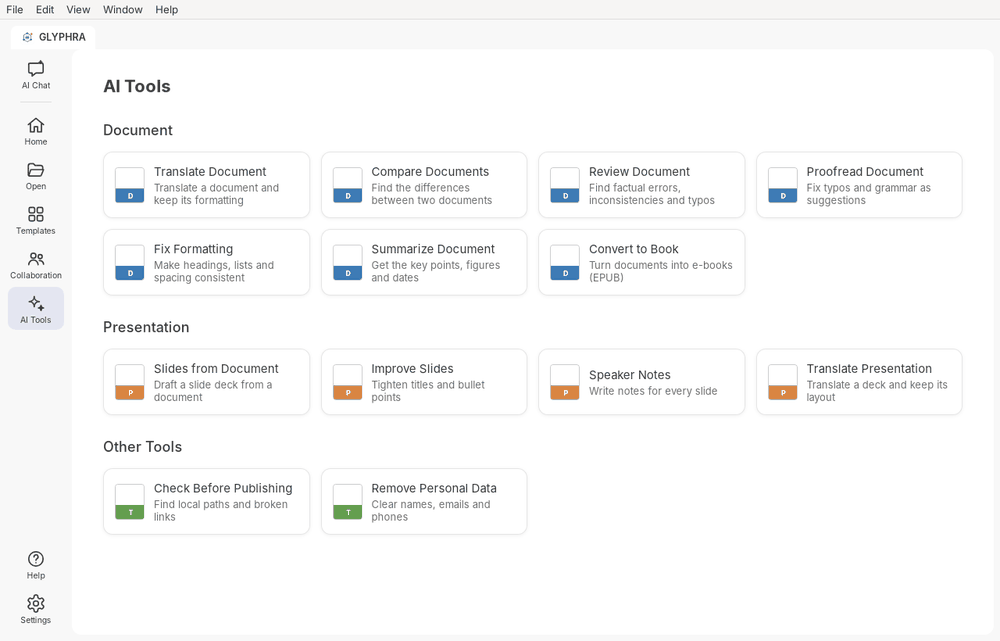 File Edit View Window Help
GLYPHRA
AI Chat
Home
Open
Templates
Collaboration
AI Tools
Help
Settings
AI Tools
Document
D
Translate Document
Translate a document and
keep its formatting
D
Compare Documents
Find the differences
between two documents
D
Review Document
Find factual errors,
inconsistencies and typos
D
Proofread Document
Fix typos and grammar as
suggestions
D
Fix Formatting
Make headings, lists and
spacing consistent
D
Summarize Document
Get the key points, figures
and dates
D
Convert to Book
Turn documents into e-books
(EPUB)
Presentation
P
Slides from Document
Draft a slide deck from a
document
P
Improve Slides
Tighten titles and bullet
points
P
Speaker Notes
Write notes for every slide
P
Translate Presentation
Translate a deck and keep its
layout
Other Tools
T
Check Before Publishing
Find local paths and broken
links
T
Remove Personal Data
Clear names, emails and
phones